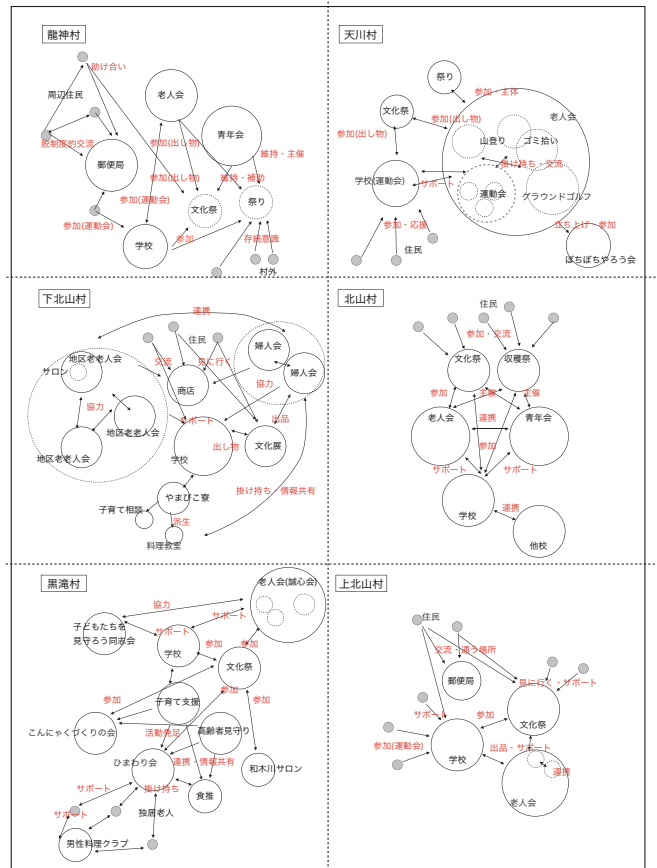 龍神村
助け合い
周辺住民
老人会
青年会
脱制度的交流
参加(出し物)
維持・主催
郵便局
参加(出し物)
維持・補助
参加(運動会)
文化祭
祭り
参加(運動会)
参加
存続意識
学校
村外
天川村
祭り
参加・主体
文化祭
参加(出し物)
老人会
参加(出し物)
山登り
ゴミ拾い
掛け持ち・交流
学校(運動会)
サポート
運動会
グラウンドゴルフ
参加・応援
立ち上げ・参加
住民
ぼちぼちやろう会
下北山村
連携
住民
婦人会
地区老老人会
サロン
交流
見に行く
婦人会
協力
商店
協力
サポート
出品
地区老老人会
出し物
文化展
地区老老人会
学校
やまびこ寮
掛け持ち・情報共有
子育て相談
派生
料理教室
北山村
住民
参加・交流
文化祭
収穫祭
参加
主催
主催
老人会
連携
青年会
参加
サポート
サポート
学校
連携
他校
黒滝村
老人会(誠心会)
協力
サポート
子どもたちを
見守ろう同志会
サポート
参加
参加
学校
文化祭
参加
参加
参加
子育て支援
こんにゃくづくりの会
活動発足
高齢者見守り
ひまわり会
連携・情報共有
和木川サロン
サポート
掛け持ち
食推
サポート
独居老人
男性料理クラブ
上北山村
住民
交流・通う場所
郵便局
見に行く・サポート
サポート
参加
文化祭
参加(運動会)
出品・サポート
学校
連携
老人会